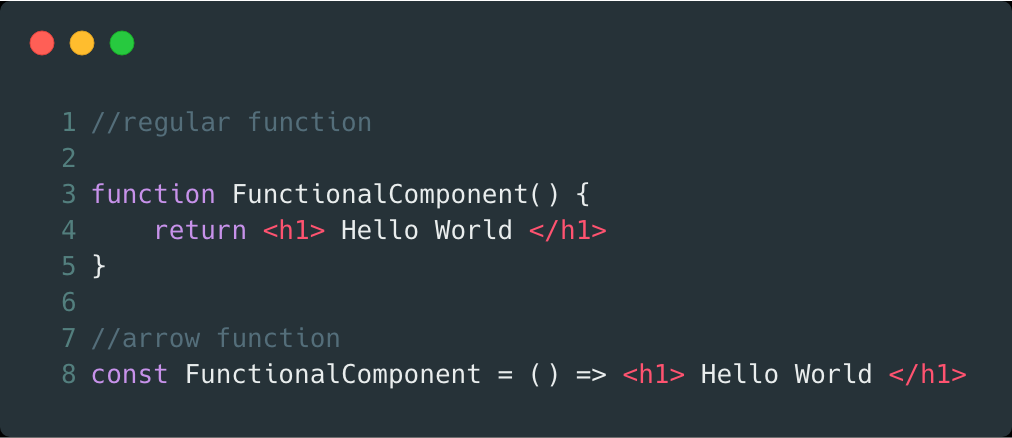 1 //regular function
2
3 function FunctionalComponent() {
4     return <h1> Hello World </h1>
5 }
6
7 //arrow function
8 const FunctionalComponent = () => <h1> Hello World </h1>